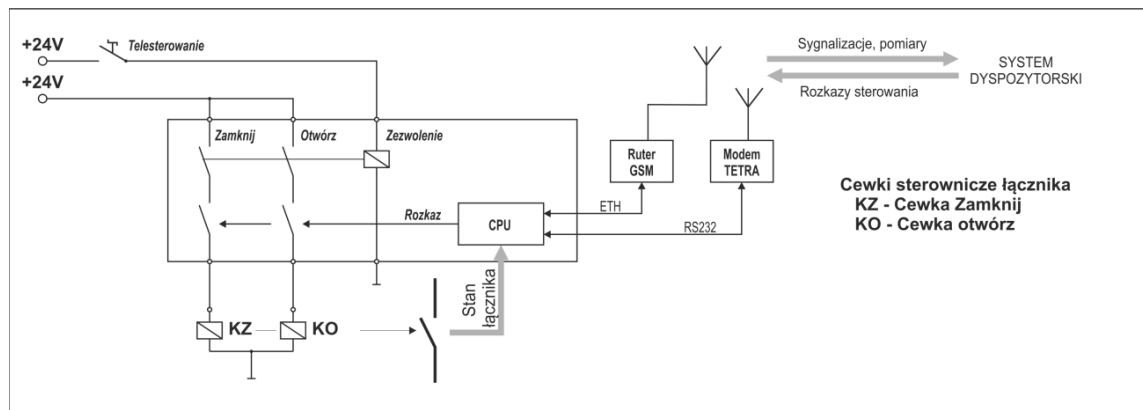 +24V
Telesterowanie
+24V
Zamknij
Otwórz
Zezwolenie
Rozkaz
CPU
ETH
RS232
Ruter
GSM
Modem
TETRA
Sygnalizacje, pomiary
Rozkazy sterowania
SYSTEM
DYSPOZYTORSKI
Cewki sterownicze łącznika
KZ - Cewka Zamknij
KO - Cewka otwórz
KZ
KO
Stan
łącznika